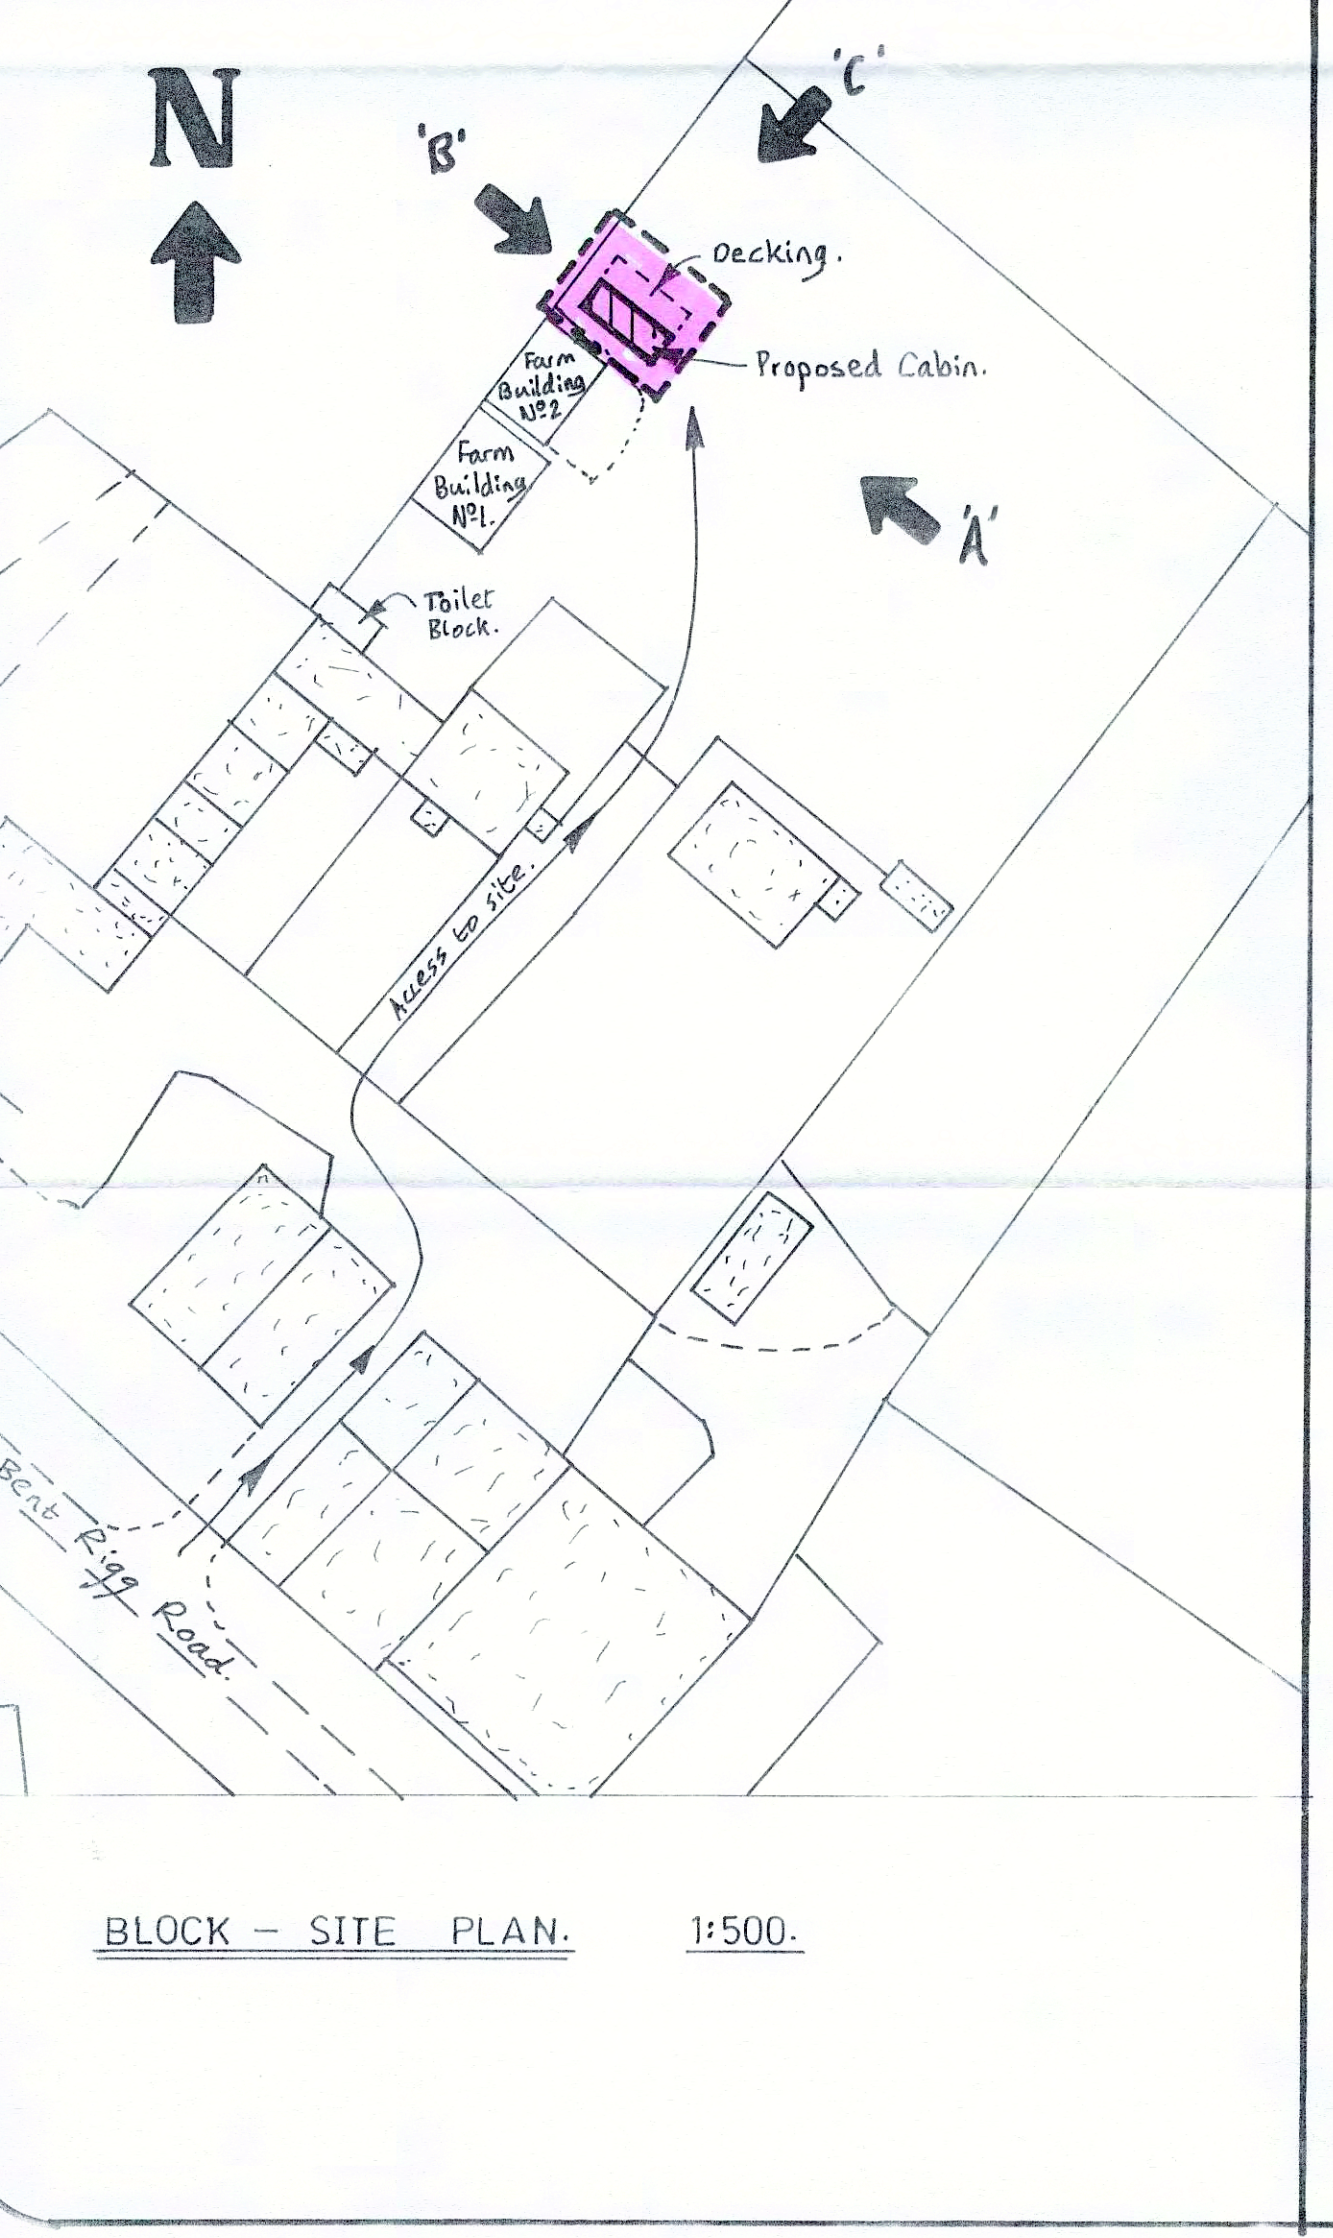 N
'B'
'C'
Decking.
Proposed Cabin.
Farm
Building
Nº2
Farm
Building
Nº1.
'A'
Toilet
Block.
Access to site.
Bent Rigg Road.
BLOCK - SITE PLAN. 1:500.